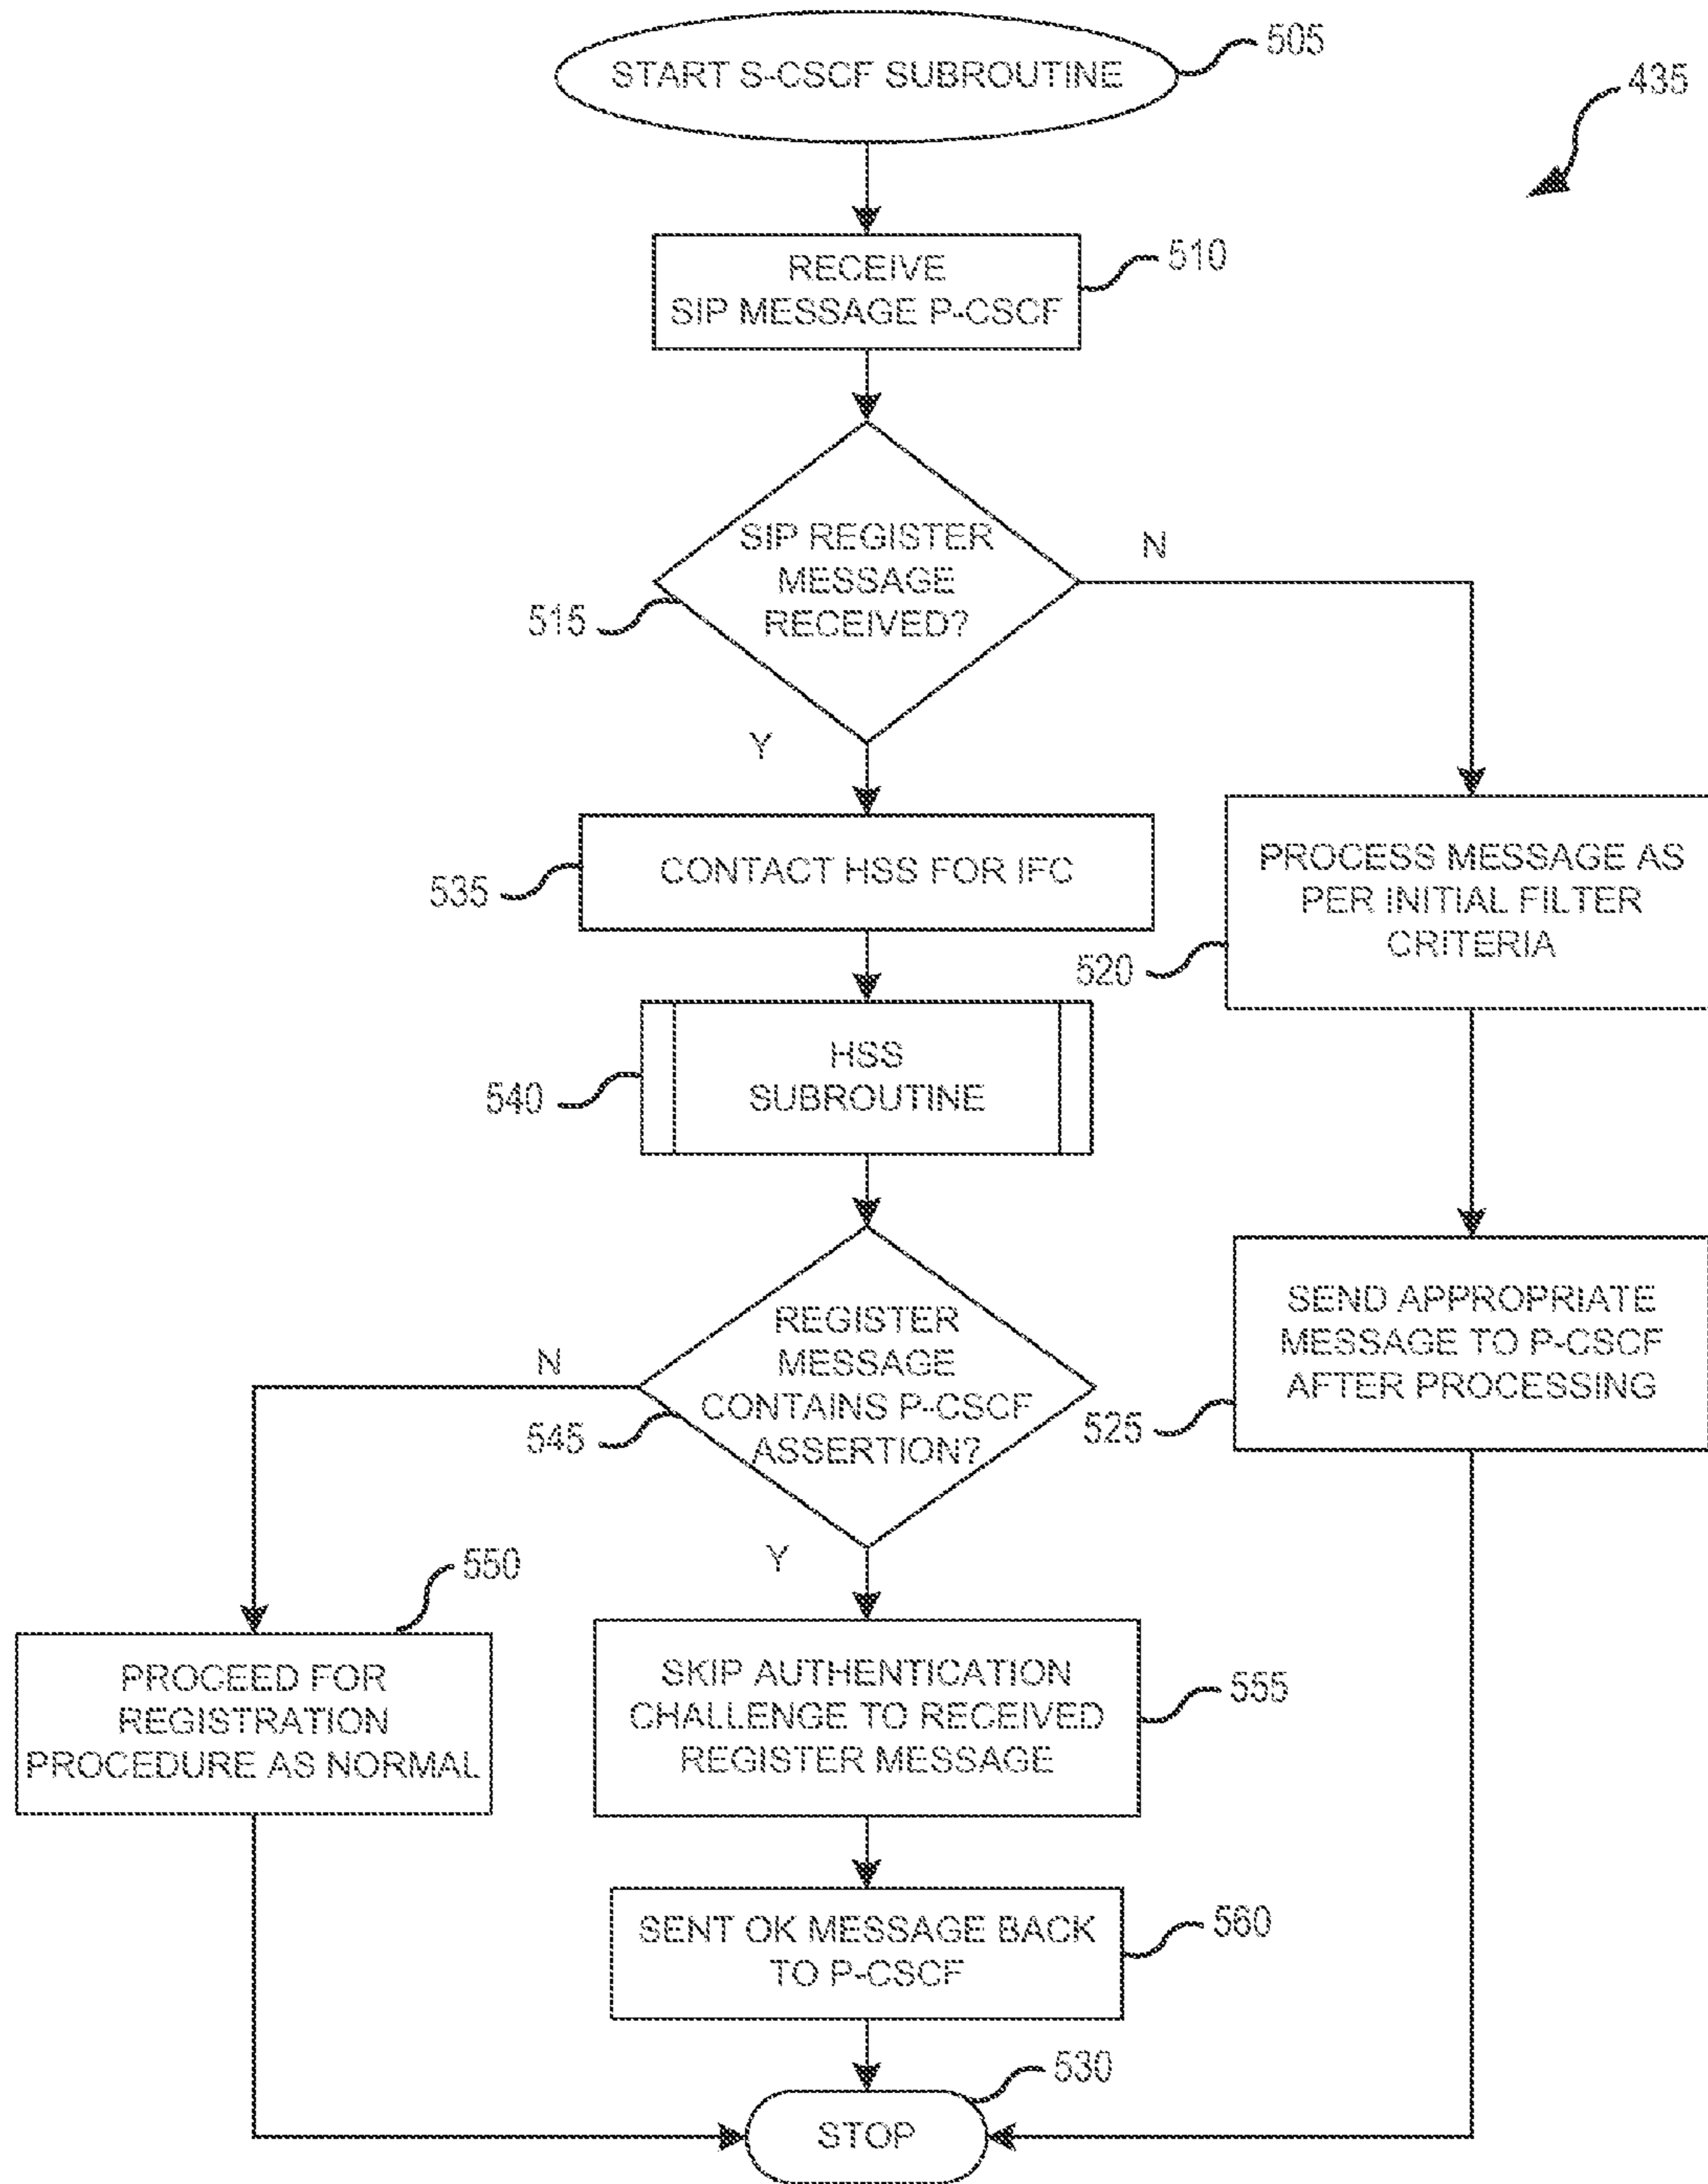 START S-CSCF SUBROUTINE
505
435
RECEIVE
SIP MESSAGE P-CSCF
510
SIP REGISTER
MESSAGE
RECEIVED?
515
N
Y
CONTACT HSS FOR IFC
535
PROCESS MESSAGE AS
PER INITIAL FILTER
CRITERIA
520
HSS
SUBROUTINE
540
REGISTER
MESSAGE
CONTAINS P-CSCF
ASSERTION?
545
N
Y
SEND APPROPRIATE
MESSAGE TO P-CSCF
AFTER PROCESSING
525
550
PROCEED FOR
REGISTRATION
PROCEDURE AS NORMAL
SKIP AUTHENTICATION
CHALLENGE TO RECEIVED
REGISTER MESSAGE
555
SENT OK MESSAGE BACK
TO P-CSCF
560
530
STOP